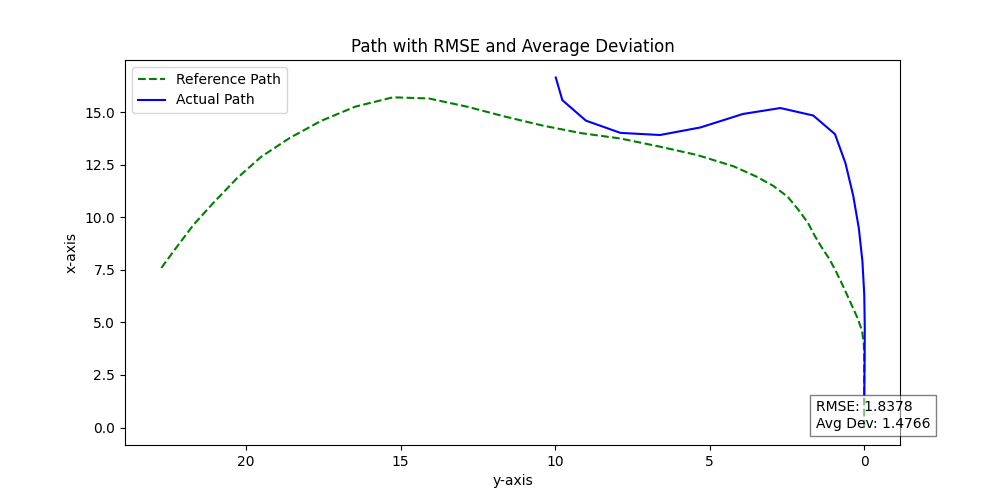 Path with RMSE and Average Deviation
Reference Path
Actual Path
x-axis
15.0
12.5
10.0
7.5
5.0
2.5
0.0
RMSE: 1.8378
Avg Dev: 1.4766
20
15
10
5
0
y-axis